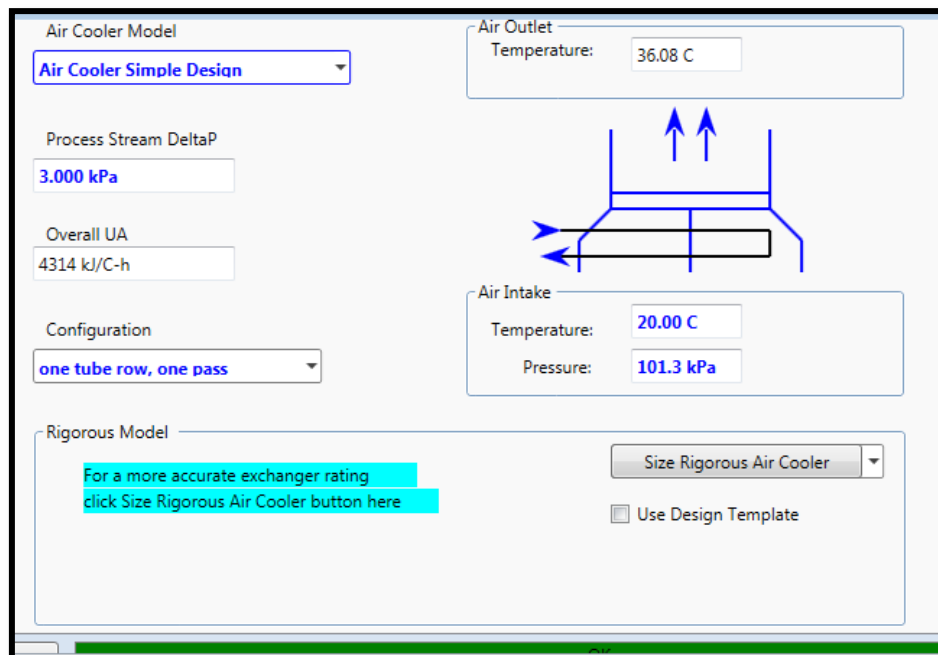 Air Cooler Model
Air Cooler Simple Design
Process Stream DeltaP
3.000 kPa
Overall UA
4314 kJ/C-h
Configuration
one tube row, one pass
Air Outlet
Temperature: 36.08 C
Air Intake
Temperature: 20.00 C
Pressure: 101.3 kPa
Rigorous Model
For a more accurate exchanger rating
click Size Rigorous Air Cooler button here
Size Rigorous Air Cooler
Use Design Template
OK